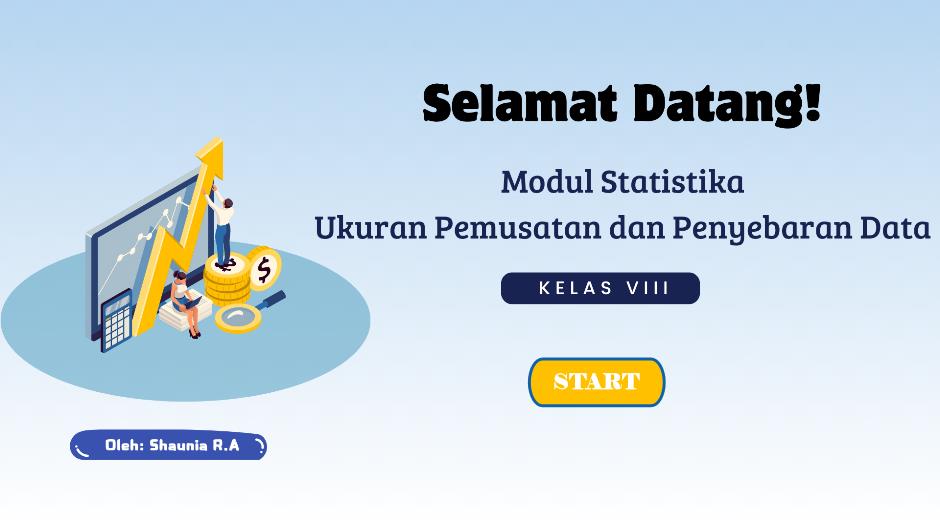 Selamat Datang!
Modul Statistika
Ukuran Pemusatan dan Penyebaran Data
KELAS VIII
$
START
Oleh: Shaunia R.A